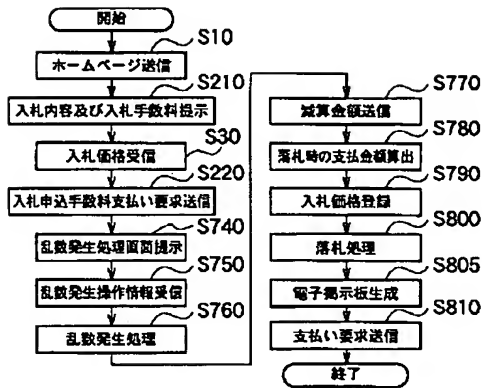 開始
S10
ホームページ送信
S210
入札内容及び入札手数料提示
S30
入札価格受信
S220
入札申込手数料支払い要求送信
S740
乱数発生処理画面提示
S750
乱数発生操作情報受信
S760
乱数発生処理
S770
減算金額送信
S780
落札時の支払金額算出
S790
入札価格登録
S800
落札処理
S805
電子掲示板生成
S810
支払い要求送信
終了